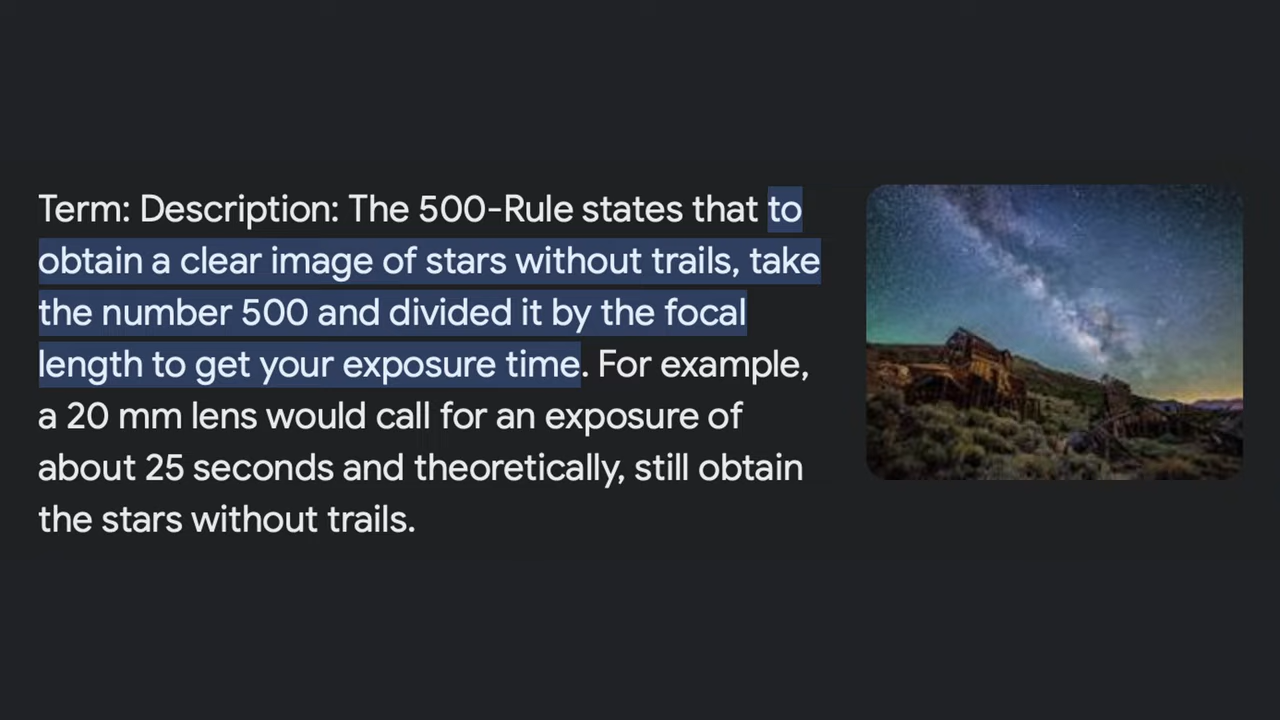 Term: Description: The 500-Rule states that to
obtain a clear image of stars without trails, take
the number 500 and divided it by the focal
length to get your exposure time. For example,
a 20 mm lens would call for an exposure of
about 25 seconds and theoretically, still obtain
the stars without trails.